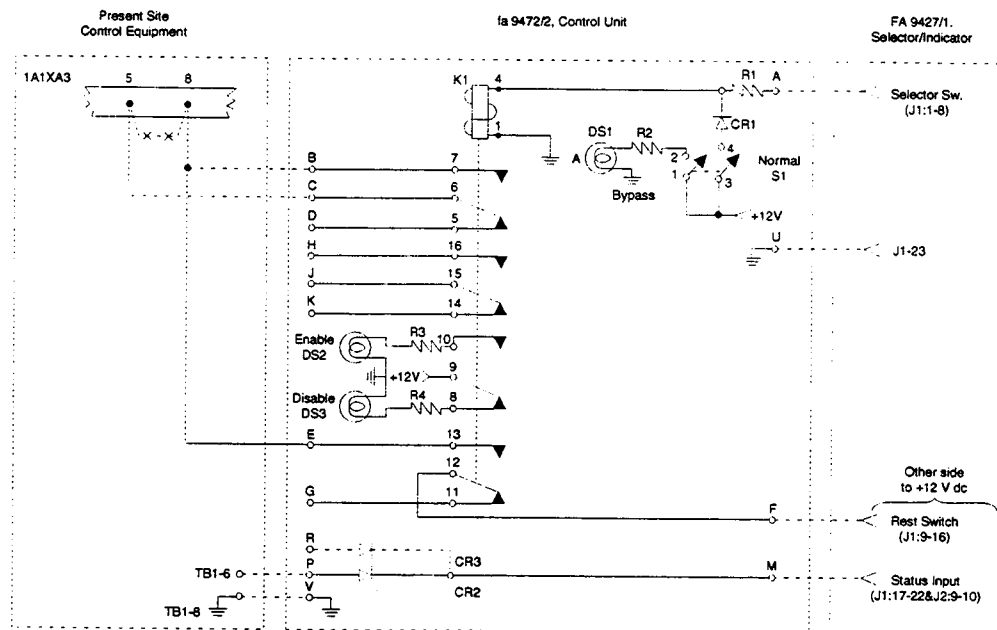 Present Site
Control Equipment
fa 9472/2, Control Unit
FA 9427/1.
Selector/Indicator
1A1XA3
5
8
K1
4
R1
A
Selector Sw.
(J1:1-8)
1
CR1
DS1
R2
A
2
4
1
3
Normal
S1
Bypass
+12V
B
7
C
6
D
5
U
J1-23
H
16
J
15
K
14
Enable
DS2
R3
10
+12V
9
Disable
DS3
R4
8
E
13
12
G
11
Other side
to +12 V dc
F
Rest Switch
(J1:9-16)
R
CR3
TB1-6
P
M
Status Input
(J1:17-22&J2:9-10)
V
CR2
TB1-8